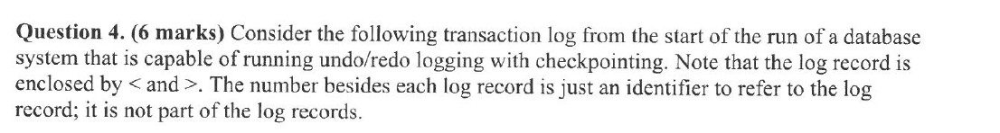 Question 4. (6 marks) Consider the following transaction log from the start of the run of a database
system that is capable of running undo/redo logging with checkpointing. Note that the log record is
enclosed by < and >. The number besides each log record is just an identifier to refer to the log
record; it is not part of the log records.